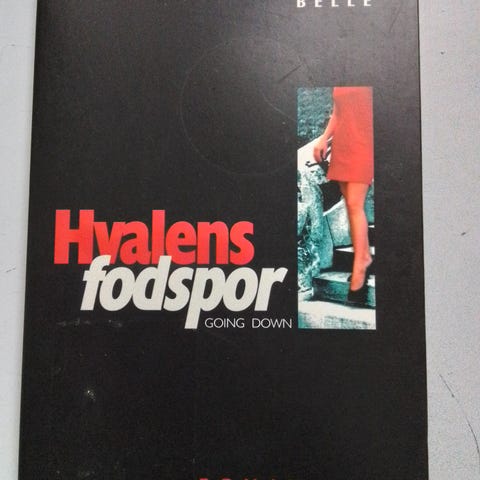 BELLE
Hvalens
fodspor
GOING DOWN